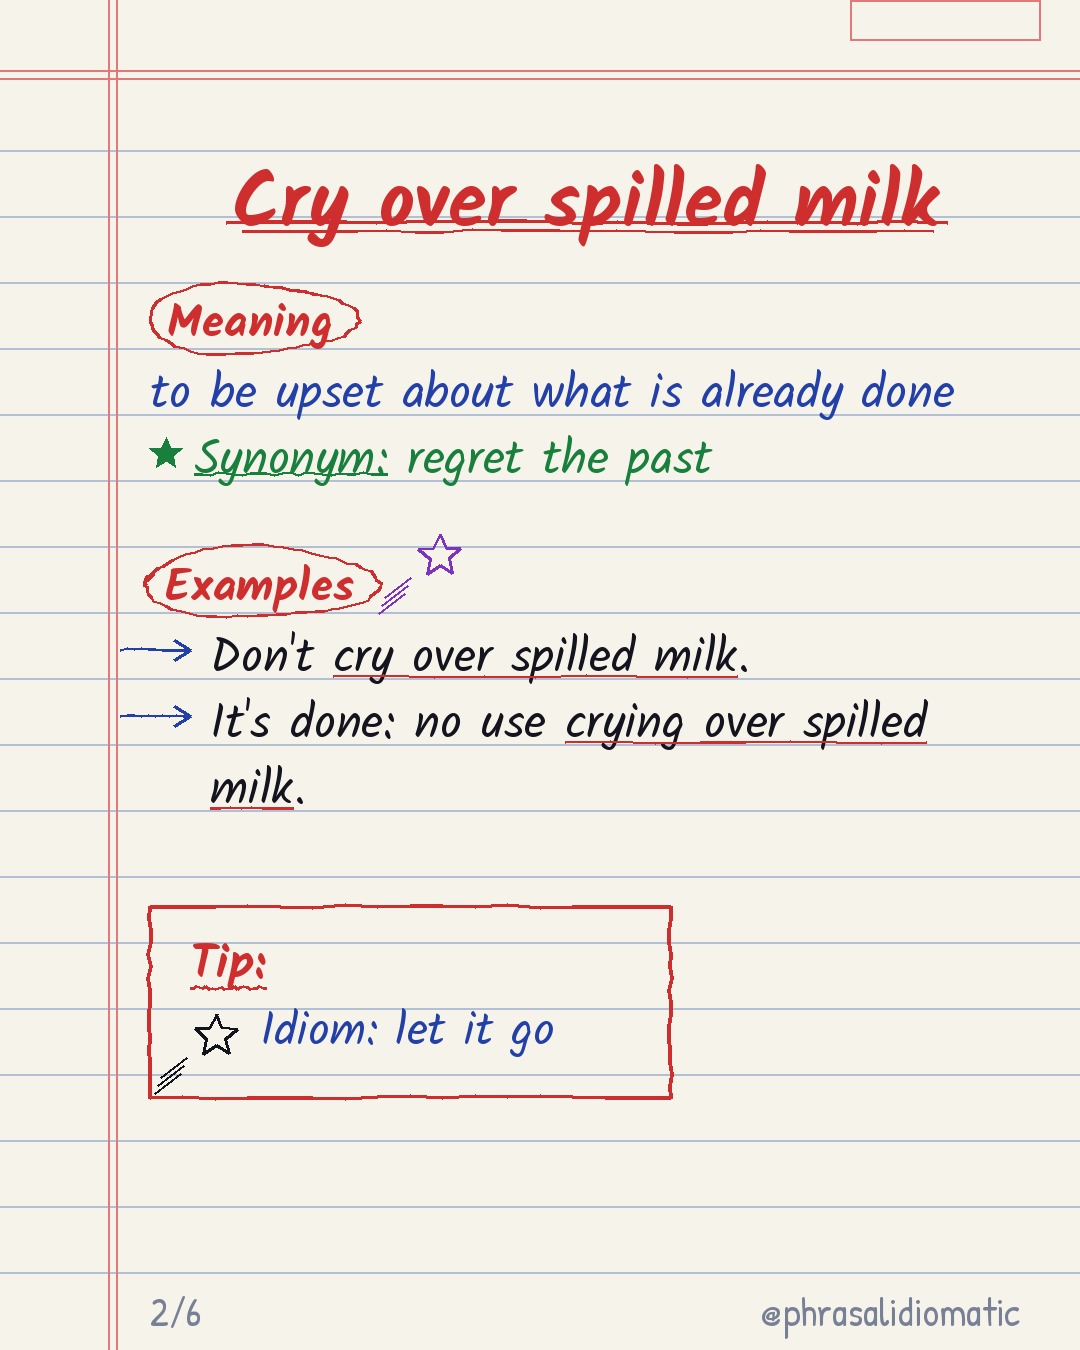 Cry over spilled milk
Meaning
to be upset about what is already done
Synonym: regret the past
Examples
Don't cry over spilled milk.
It's done: no use crying over spilled
milk.
Tip:
Idiom: let it go
2/6
@phrasalidiomatic